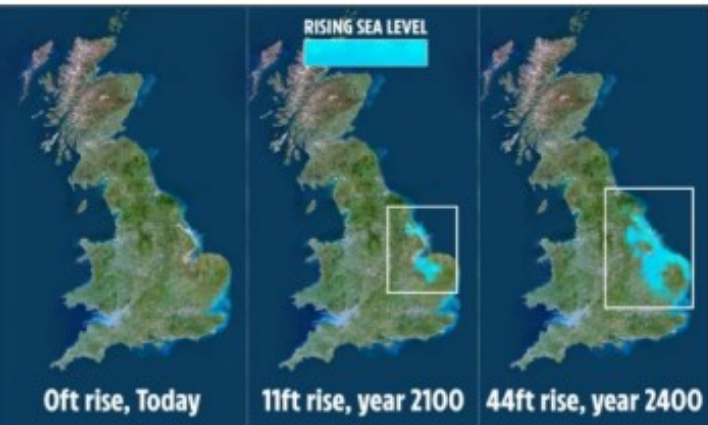 RISING SEA LEVEL
0ft rise, Today
11ft rise, year 2100
44ft rise, year 2400